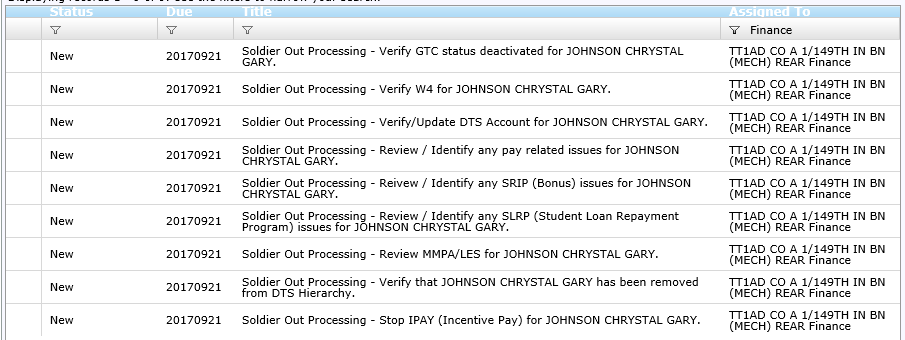 Status Due Title Assigned To
Finance
New 20170921 Soldier Out Processing - Verify GTC status deactivated for JOHNSON CHRYSTAL TT1AD CO A 1/149TH IN BN
GARY. (MECH) REAR Finance
New 20170921 Soldier Out Processing - Verify W4 for JOHNSON CHRYSTAL GARY. TT1AD CO A 1/149TH IN BN
(MECH) REAR Finance
New 20170921 Soldier Out Processing - Verify/Update DTS Account for JOHNSON CHRYSTAL GARY. TT1AD CO A 1/149TH IN BN
(MECH) REAR Finance
New 20170921 Soldier Out Processing - Review / Identify any pay related issues for JOHNSON TT1AD CO A 1/149TH IN BN
CHRYSTAL GARY. (MECH) REAR Finance
New 20170921 Soldier Out Processing - Reivew / Identify any SRIP (Bonus) issues for JOHNSON TT1AD CO A 1/149TH IN BN
CHRYSTAL GARY. (MECH) REAR Finance
New 20170921 Soldier Out Processing - Review / Identify any SLRP (Student Loan Repayment TT1AD CO A 1/149TH IN BN
Program) issues for JOHNSON CHRYSTAL GARY. (MECH) REAR Finance
New 20170921 Soldier Out Processing - Review MMPA/LES for JOHNSON CHRYSTAL GARY. TT1AD CO A 1/149TH IN BN
(MECH) REAR Finance
New 20170921 Soldier Out Processing - Verify that JOHNSON CHRYSTAL GARY has been removed TT1AD CO A 1/149TH IN BN
from DTS Hierarchy. (MECH) REAR Finance
New 20170921 Soldier Out Processing - Stop IPAY (Incentive Pay) for JOHNSON CHRYSTAL GARY. TT1AD CO A 1/149TH IN BN
(MECH) REAR Finance